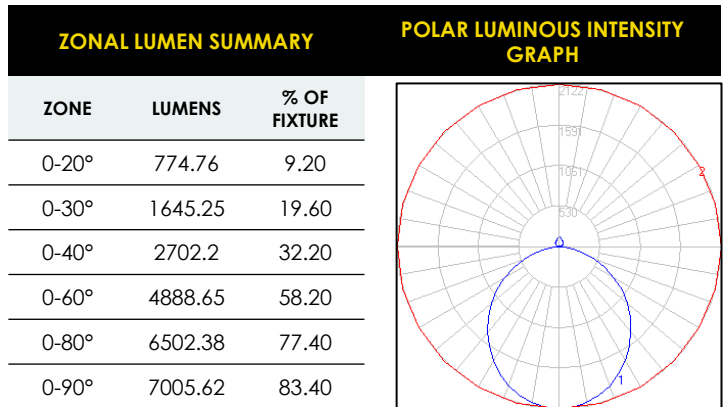 ZONAL LUMEN SUMMARY
POLAR LUMINOUS INTENSITY
GRAPH
ZONE LUMENS % OF
FIXTURE
0-20° 774.76 9.20
0-30° 1645.25 19.60
0-40° 2702.2 32.20
0-60° 4888.65 58.20
0-80° 6502.38 77.40
0-90° 7005.62 83.40
2122
1591
1061
2
530
1